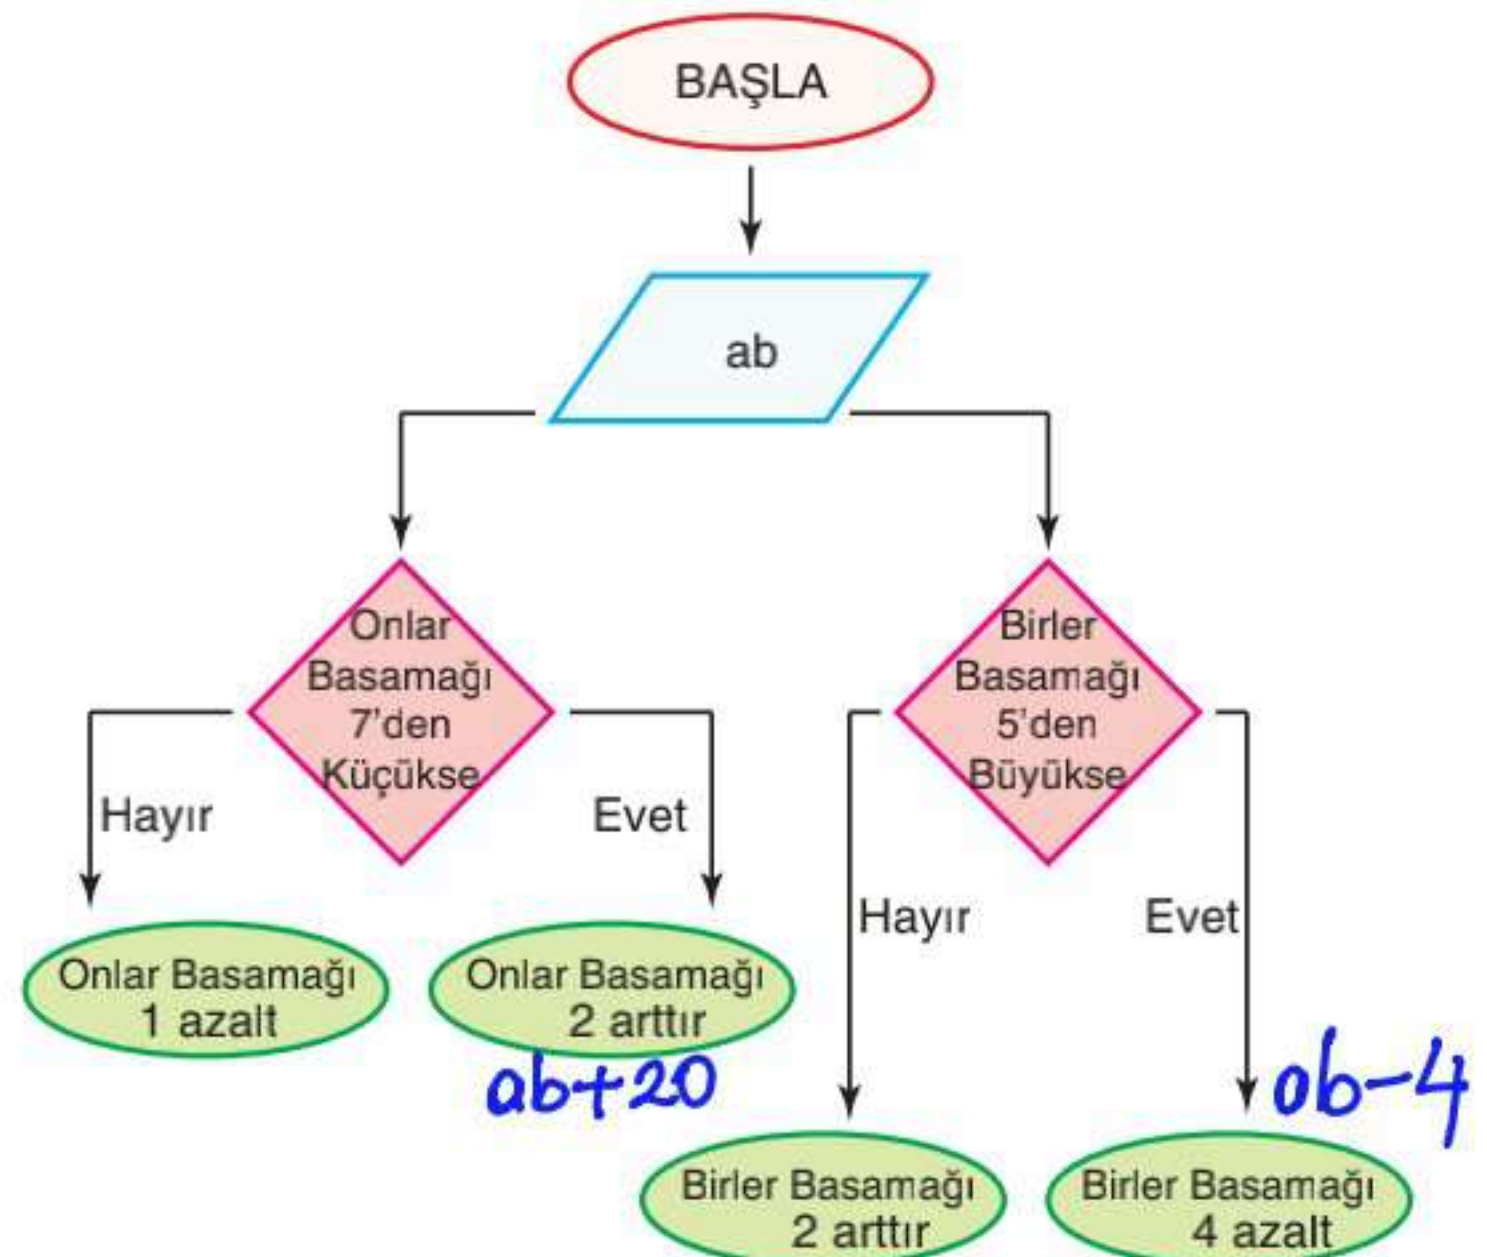 BAŞLA
ab
Onlar
Basamağı
7'den
Küçükse
Birler
Basamağı
5'den
Büyükse
Hayır
Evet
Hayır
Evet
Onlar Basamağı
1 azalt
Onlar Basamağı
2 arttır
ab+20
ab-4
Birler Basamağı
2 arttır
Birler Basamağı
4 azalt